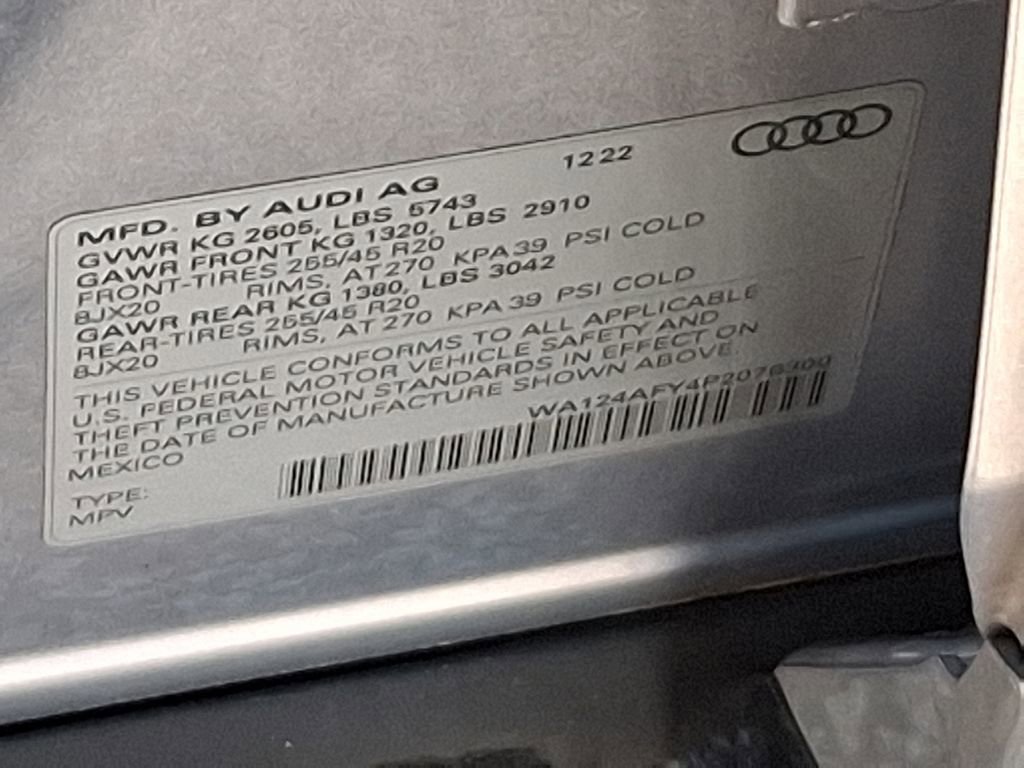 MFD. BY AUDI AG 12 22
GVWR KG 2605, LBS 5743
GAWR FRONT KG 1320, LBS 2910
FRONT-TIRES 255/45 R20
8JX20 RIMS, AT 270 KPA 39 PSI COLD
GAWR REAR KG 1380, LBS 3042
REAR-TIRES 255/45 R20
8JX20 RIMS, AT 270 KPA 39 PSI COLD
THIS VEHICLE CONFORMS TO ALL APPLICABLE
U.S. FEDERAL MOTOR VEHICLE SAFETY AND
THEFT PREVENTION STANDARDS IN EFFECT ON
THE DATE OF MANUFACTURE SHOWN ABOVE.
MEXICO
TYPE:
MPV